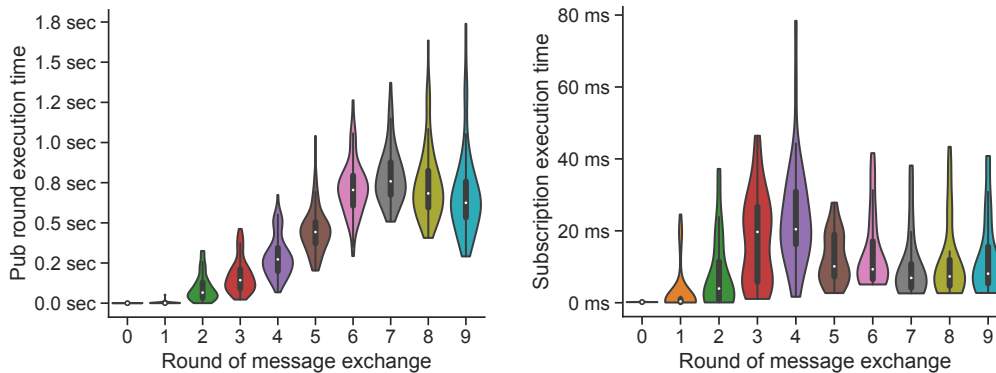 Pub round execution time
1.8 sec
1.5 sec
1.2 sec
1.0 sec
0.8 sec
0.5 sec
0.2 sec
0.0 sec
0 1 2 3 4 5 6 7 8 9
Round of message exchange
Subscription execution time
80 ms
60 ms
40 ms
20 ms
0 ms
0 1 2 3 4 5 6 7 8 9
Round of message exchange